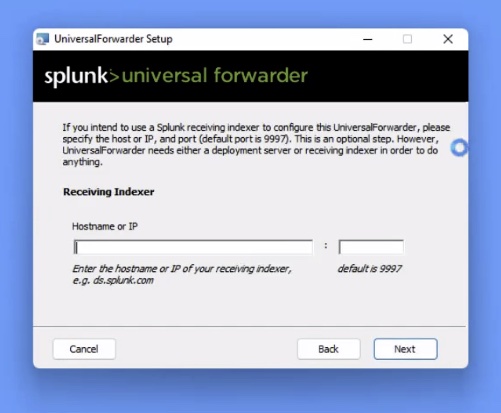 UniversalForwarder Setup
splunk>universal forwarder
If you intend to use a Splunk receiving indexer to configure this UniversalForwarder, please
specify the host or IP, and port (default port is 9997). This is an optional step. However,
UniversalForwarder needs either a deployment server or receiving indexer in order to do
anything.
Receiving Indexer
Hostname or IP
:
Enter the hostname or IP of your receiving indexer,
e.g. ds.splunk.com
default is 9997
Cancel
Back
Next